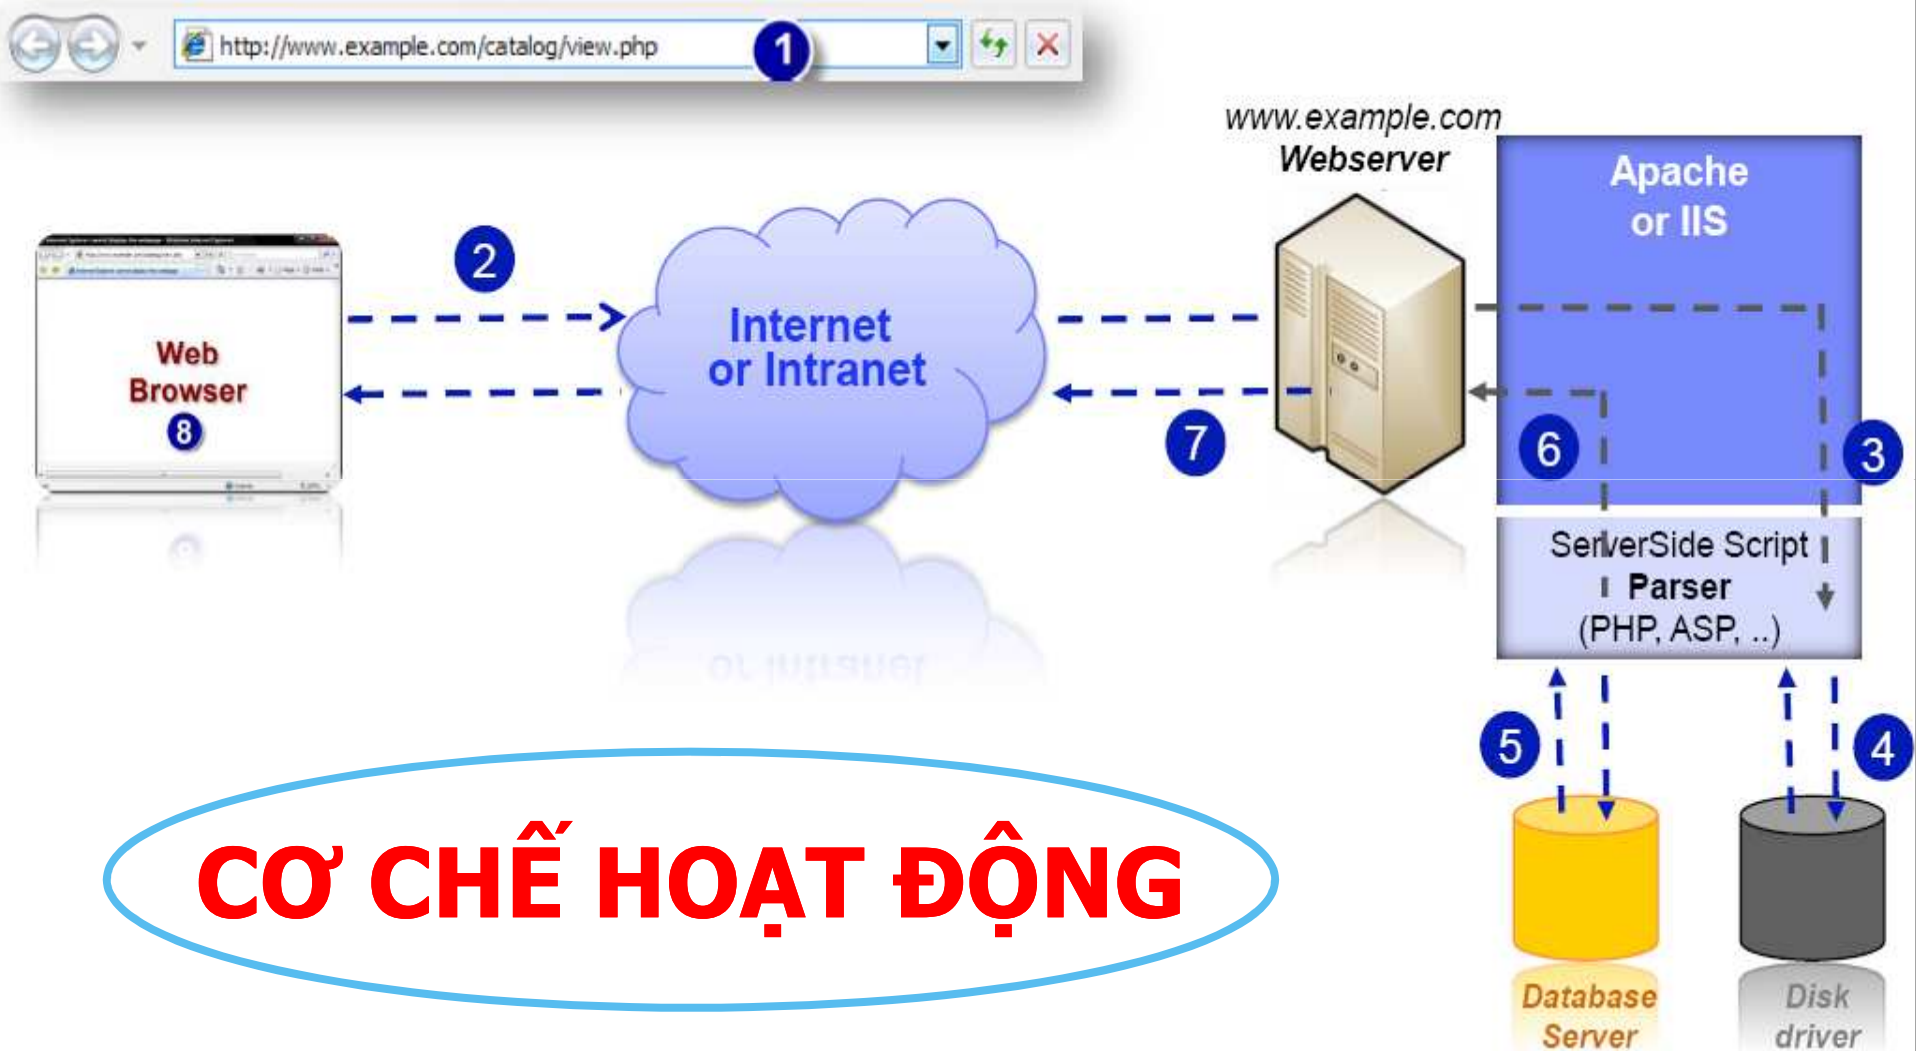 http://www.example.com/catalog/view.php
1
www.example.com
Webserver
Apache
or IIS
2
Internet
or Intranet
Web
Browser
8
7
6
3
ServerSide Script
Parser
(PHP, ASP, ..)
5
4
CƠ CHẾ HOẠT ĐỘNG
Database
Server
Disk
driver